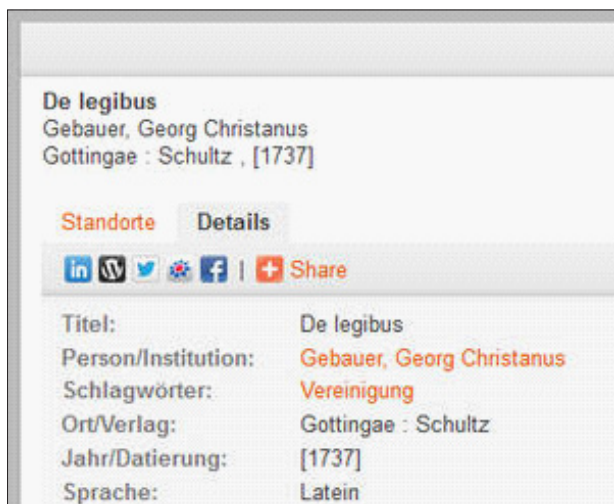 De legibus
Gebauer, Georg Christanus
Gottingae : Schultz , [1737]
Standorte Details
in W f | + Share
Titel: De legibus
Person/Institution: Gebauer, Georg Christanus
Schlagwörter: Vereinigung
Ort/Verlag: Gottingae : Schultz
Jahr/Datierung: [1737]
Sprache: Latein